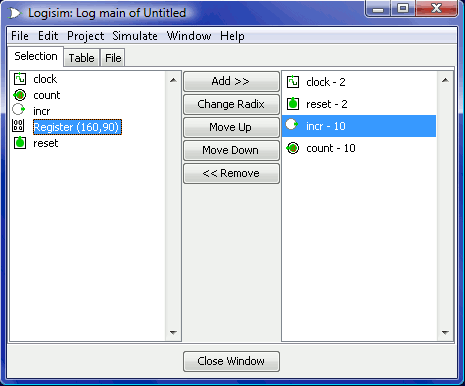 Logisim: Log main of Untitled
File Edit Project Simulate Window Help
Selection Table File
clock
count
incr
Register (160,90)
reset
Add >>
Change Radix
Move Up
Move Down
<< Remove
clock - 2
reset - 2
incr - 10
count - 10
Close Window